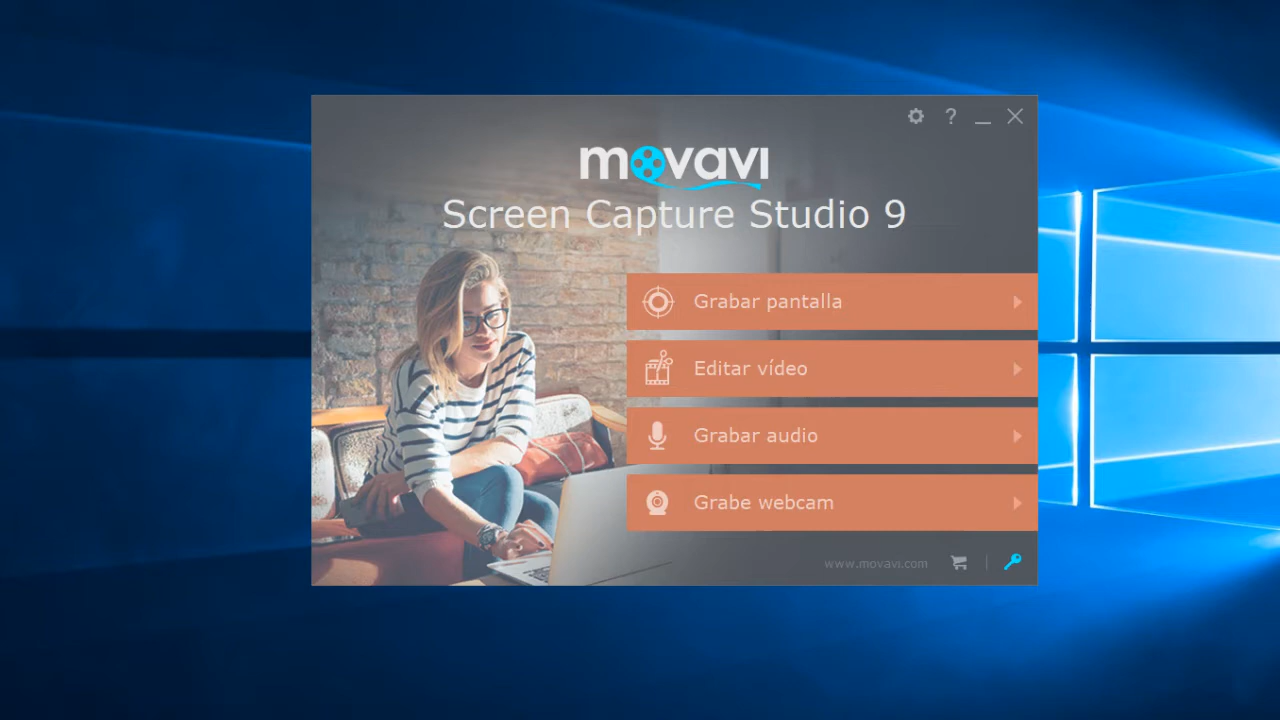 ?
movavi
Screen Capture Studio 9
Grabar pantalla
Editar vídeo
Grabar audio
Grabe webcam
www.movavi.com